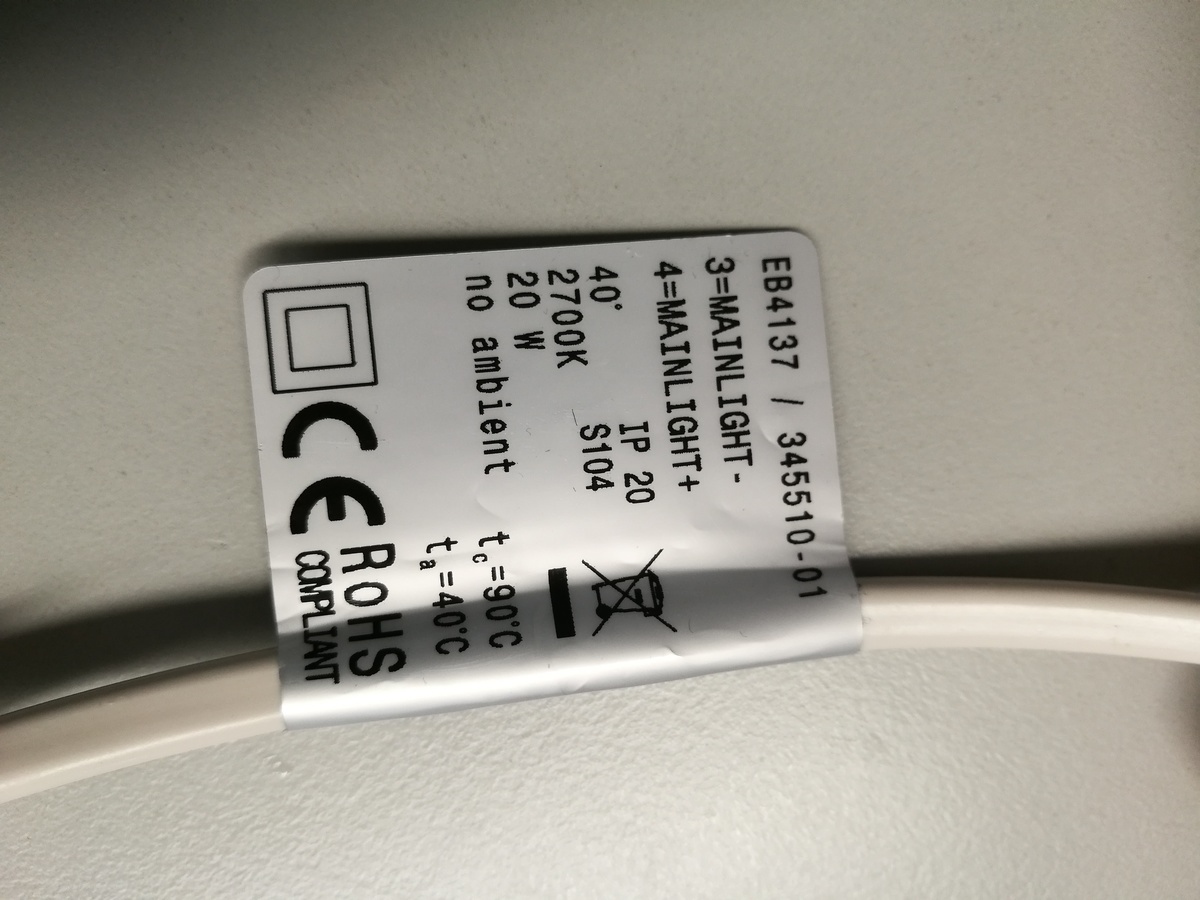 EB4137 / 345510-01
3=MAINLIGHT-
4=MAINLIGHT+
IP 20
40° S104
2700K
20 W
no ambient tc=90°C
ta=40°C
CE RoHS
COMPLIANT